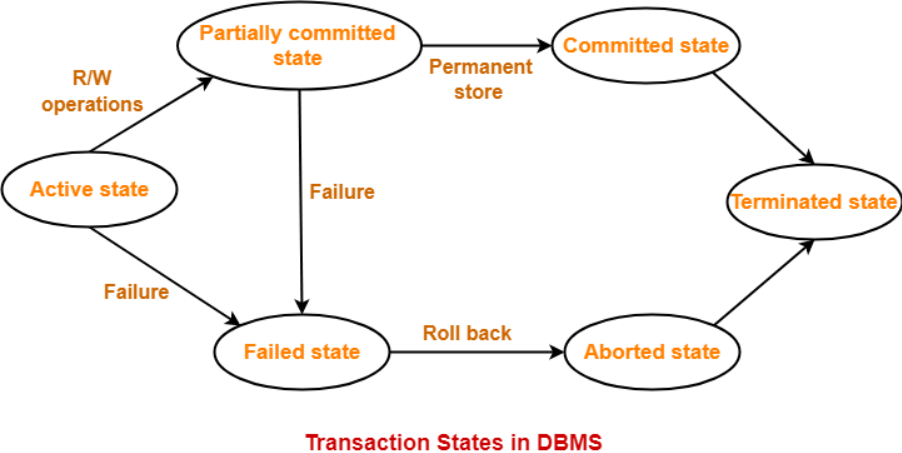 Partially committed
state
Committed state
R/W
operations
Permanent
store
Active state
Failure
Terminated state
Failure
Roll back
Failed state
Aborted state
Transaction States in DBMS